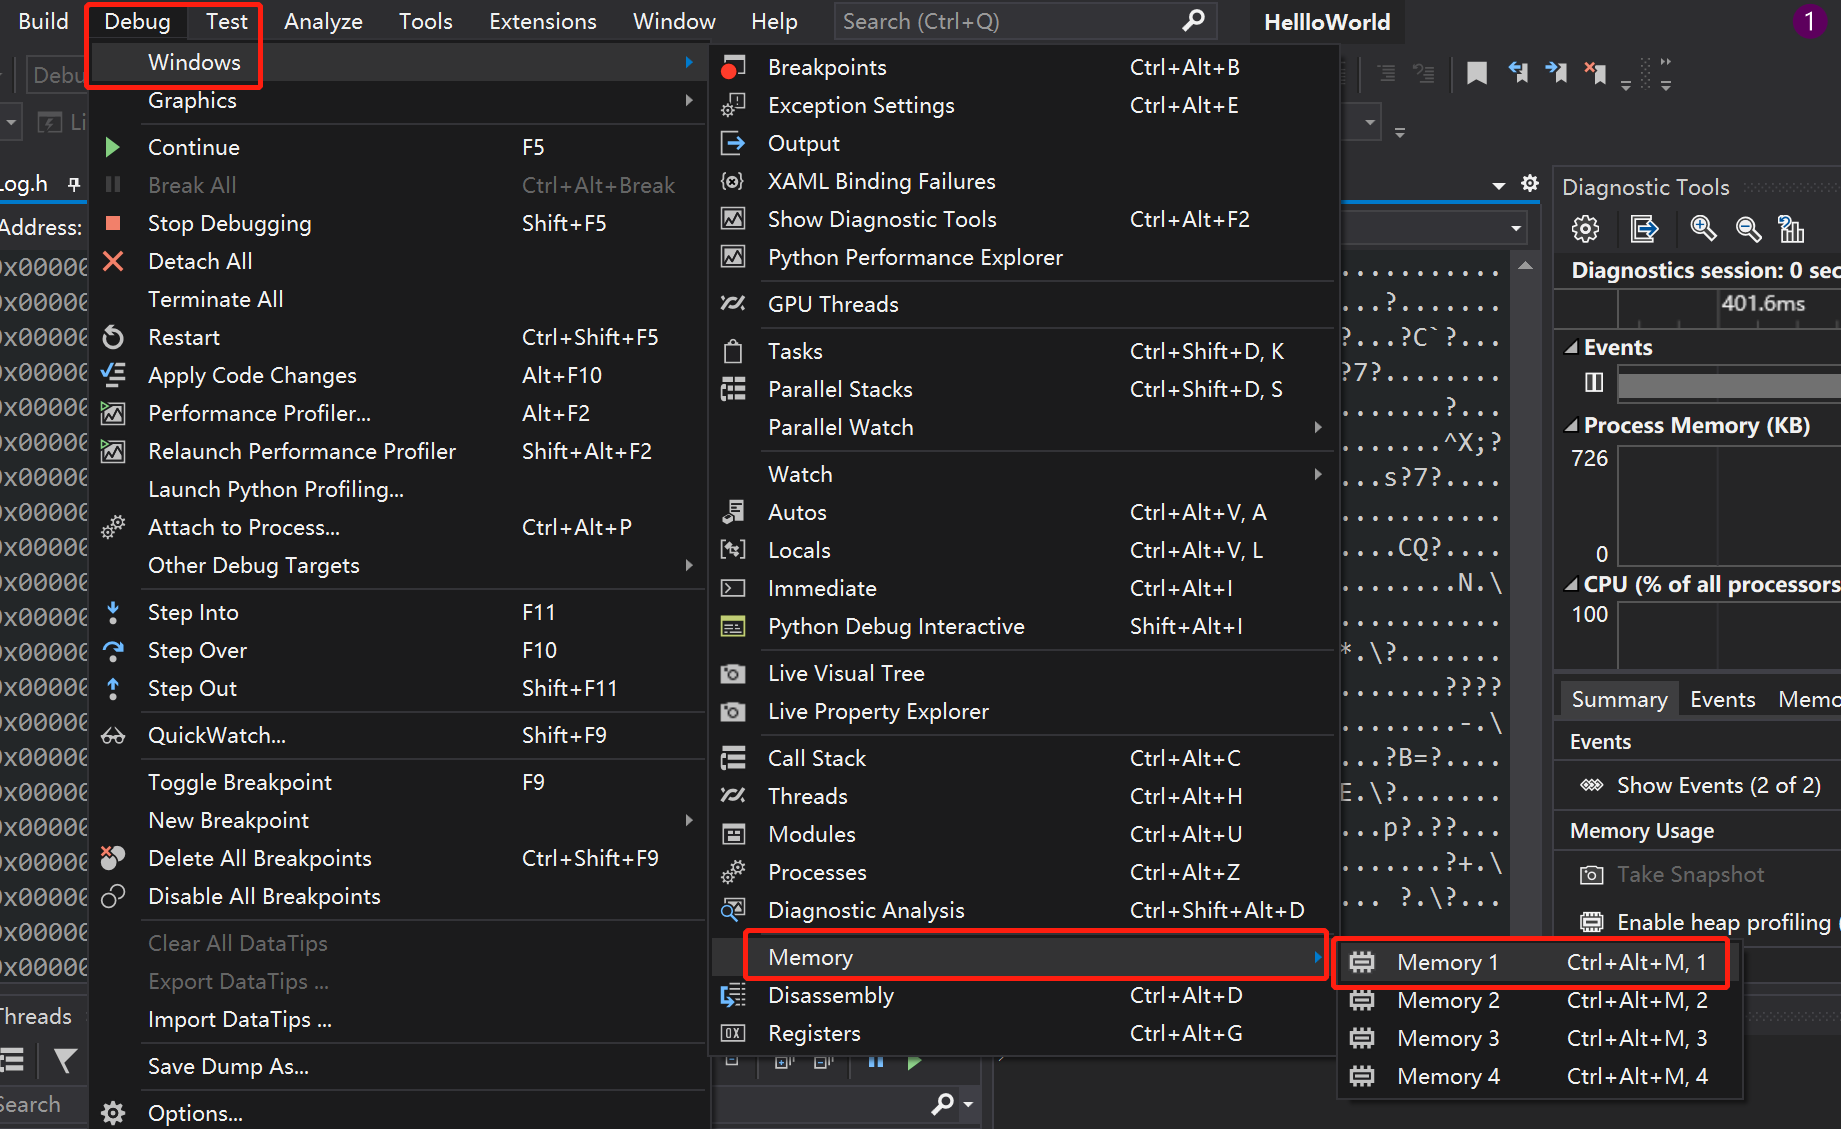 Build Debug Test Analyze Tools Extensions Window Help Search (Ctrl+Q) HellloWorld 1
Windows
Graphics
Continue F5
Break All Ctrl+Alt+Break
Stop Debugging Shift+F5
Detach All
Terminate All
Restart Ctrl+Shift+F5
Apply Code Changes Alt+F10
Performance Profiler... Alt+F2
Relaunch Performance Profiler Shift+Alt+F2
Launch Python Profiling...
Attach to Process... Ctrl+Alt+P
Other Debug Targets
Step Into F11
Step Over F10
Step Out Shift+F11
QuickWatch... Shift+F9
Toggle Breakpoint F9
New Breakpoint
Delete All Breakpoints Ctrl+Shift+F9
Disable All Breakpoints
Clear All DataTips
Export DataTips ...
Import DataTips ...
Save Dump As...
Options...
Breakpoints Ctrl+Alt+B
Exception Settings Ctrl+Alt+E
Output
XAML Binding Failures
Show Diagnostic Tools Ctrl+Alt+F2
Python Performance Explorer
GPU Threads
Tasks Ctrl+Shift+D, K
Parallel Stacks Ctrl+Shift+D, S
Parallel Watch
Watch
Autos Ctrl+Alt+V, A
Locals Ctrl+Alt+V, L
Immediate Ctrl+Alt+I
Python Debug Interactive Shift+Alt+I
Live Visual Tree
Live Property Explorer
Call Stack Ctrl+Alt+C
Threads Ctrl+Alt+H
Modules Ctrl+Alt+U
Processes Ctrl+Alt+Z
Diagnostic Analysis Ctrl+Shift+Alt+D
Memory
Disassembly Ctrl+Alt+D
Registers Ctrl+Alt+G
Memory 1 Ctrl+Alt+M, 1
Memory 2 Ctrl+Alt+M, 2
Memory 3 Ctrl+Alt+M, 3
Memory 4 Ctrl+Alt+M, 4
Log.h
Address:
Threads
Search
Diagnostic Tools
Diagnostics session: 0 sec
401.6ms
Events
Process Memory (KB)
726
0
CPU (% of all processors
100
Summary Events Memo
Events
Show Events (2 of 2)
Memory Usage
Take Snapshot
Enable heap profiling (